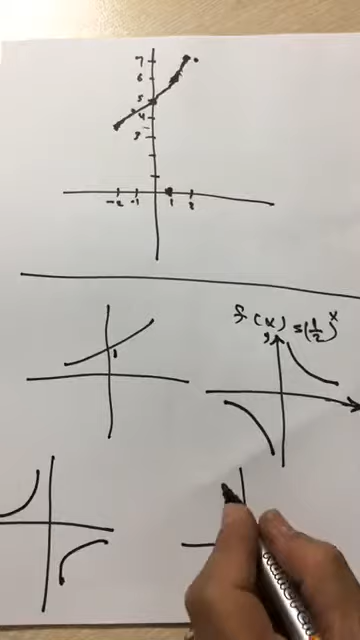 7
6
5
4
3
-2 -1 1 2
f(x) = (1/2)^x
y
1